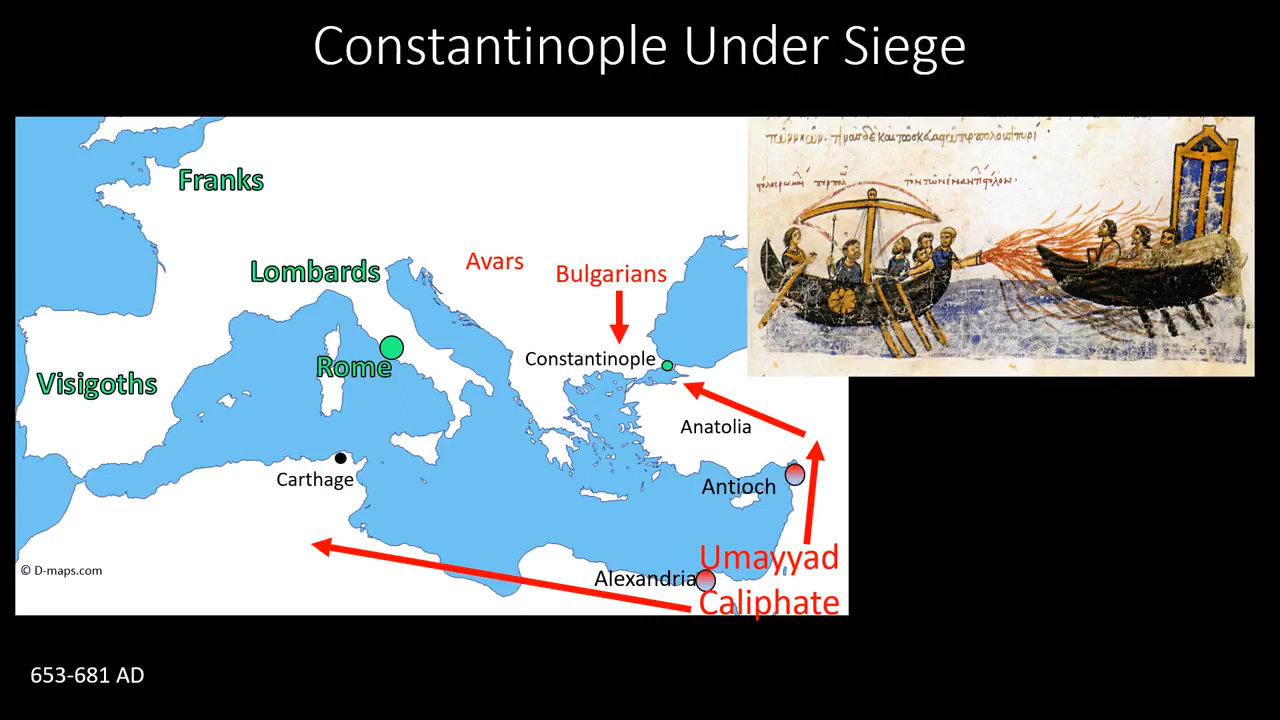 Constantinople Under Siege
Franks
Lombards
Avars
Bulgarians
Constantinople
Rome
Visigoths
Anatolia
Carthage
Antioch
Umayyad
Caliphate
Alexandria
© D-maps.com
653-681 AD